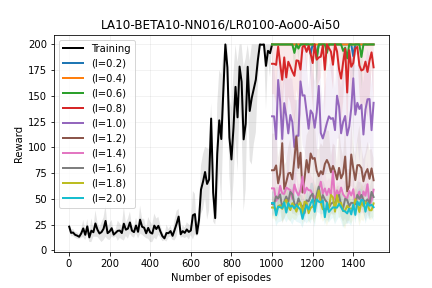 LA10-BETA10-NN016/LR0100-Ao00-Ai50
200
175
150
125
100
75
50
25
0
Reward
Training
(l=0.2)
(l=0.4)
(l=0.6)
(l=0.8)
(l=1.0)
(l=1.2)
(l=1.4)
(l=1.6)
(l=1.8)
(l=2.0)
0 200 400 600 800 1000 1200 1400
Number of episodes